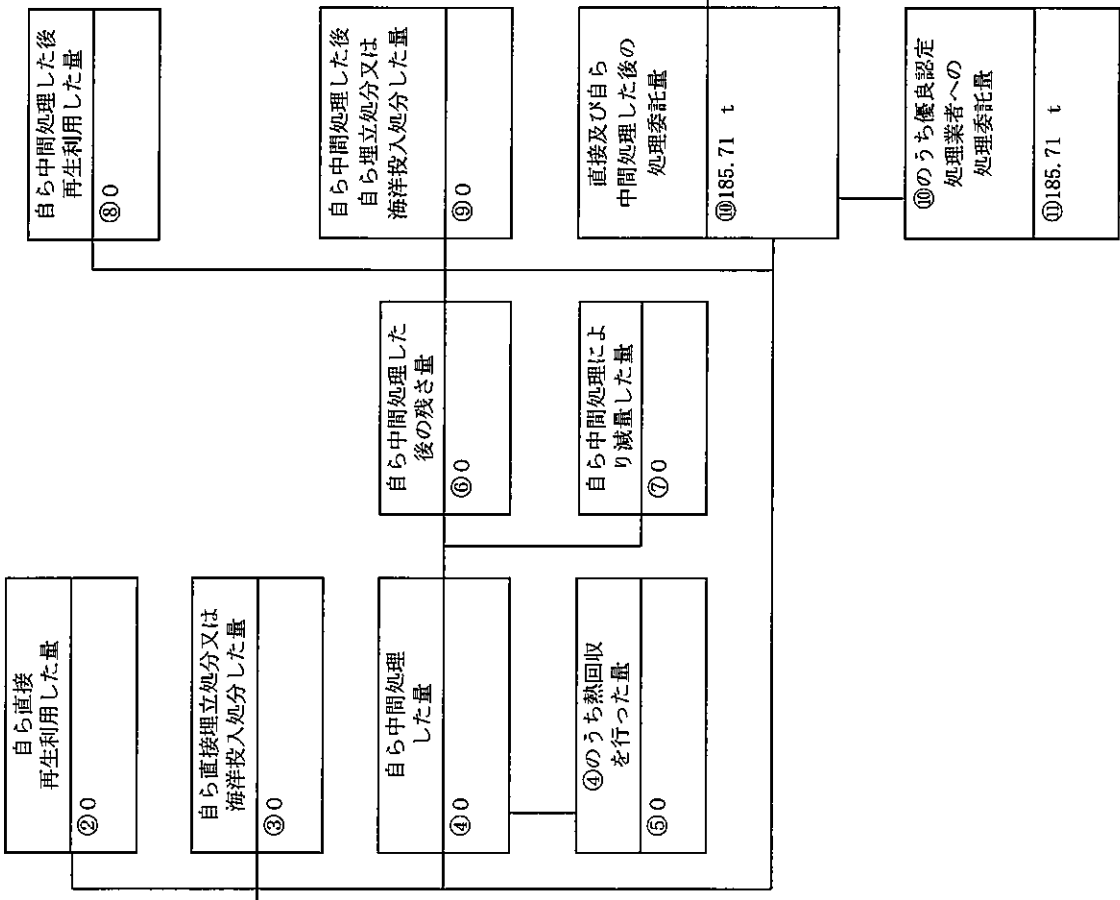 自ら直接
再生利用した量
②0
自ら直接埋立処分又は
海洋投入処分した量
③0
自ら中間処理
した量
④0
④のうち熱回収
を行った量
⑤0
自ら中間処理した
後の残さ量
⑥0
自ら中間処理によ
り減量した量
⑦0
自ら中間処理した後
再生利用した量
⑧0
自ら中間処理した後
自ら埋立処分又は
海洋投入処分した量
⑨0
直接及び自ら
中間処理した後の
処理委託量
⑩185.71 t
⑩のうち優良認定
処理業者への
処理委託量
⑪185.71 t